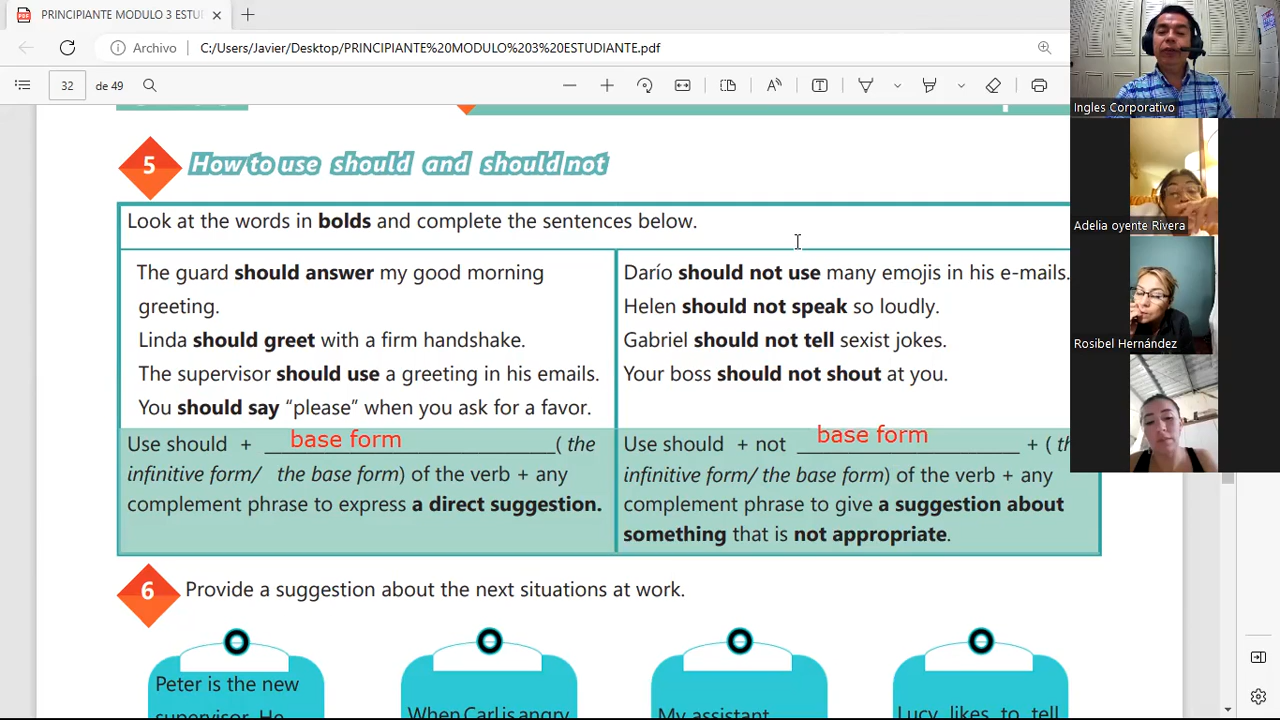 PRINCIPIANTE MODULO 3 ESTU
Archivo
C:/Users/Javier/Desktop/PRINCIPIANTE%20MODULO%203%20ESTUDIANTE.pdf
32 de 49
Ingles Corporativo
Adelia oyente Rivera
Rosibel Hernández
5 How to use should and should not
Look at the words in bolds and complete the sentences below.
The guard should answer my good morning
greeting.
Linda should greet with a firm handshake.
The supervisor should use a greeting in his emails.
You should say “please” when you ask for a favor.
Use should + base form ( the
infinitive form/ the base form) of the verb + any
complement phrase to express a direct suggestion.
Darío should not use many emojis in his e-mails.
Helen should not speak so loudly.
Gabriel should not tell sexist jokes.
Your boss should not shout at you.
Use should + not base form + ( th
infinitive form/ the base form) of the verb + any
complement phrase to give a suggestion about
something that is not appropriate.
6 Provide a suggestion about the next situations at work.
Peter is the new
supervisor. He
When Carl is angry
My assistant
Lucy likes to tell